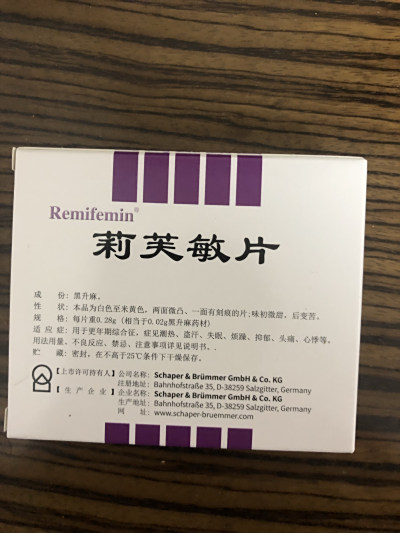 Remifemin®
莉芙敏片
成 份：黑升麻。
性 状：本品为白色至米黄色，两面微凸，一面有刻痕的片;味初微甜，后变苦。
规 格：每片重0.28g (相当于0.02g黑升麻药材)
适 应 症：用于更年期综合征，症见潮热、盗汗、失眠、烦躁、抑郁、头痛、心悸等。
用法用量、不良反应、禁忌、注意事项详见说明书。
贮 藏：密封，在不高于25℃条件下干燥保存。
【上市许可持有人】公司名称：Schaper & Brümmer GmbH & Co. KG
注册地址：Bahnhofstraße 35, D-38259 Salzgitter, Germany
【生 产 企 业】企业名称：Schaper & Brümmer GmbH & Co. KG
生产地址：Bahnhofstraße 35, D-38259 Salzgitter, Germany
网 址：www.schaper-bruemmer.com